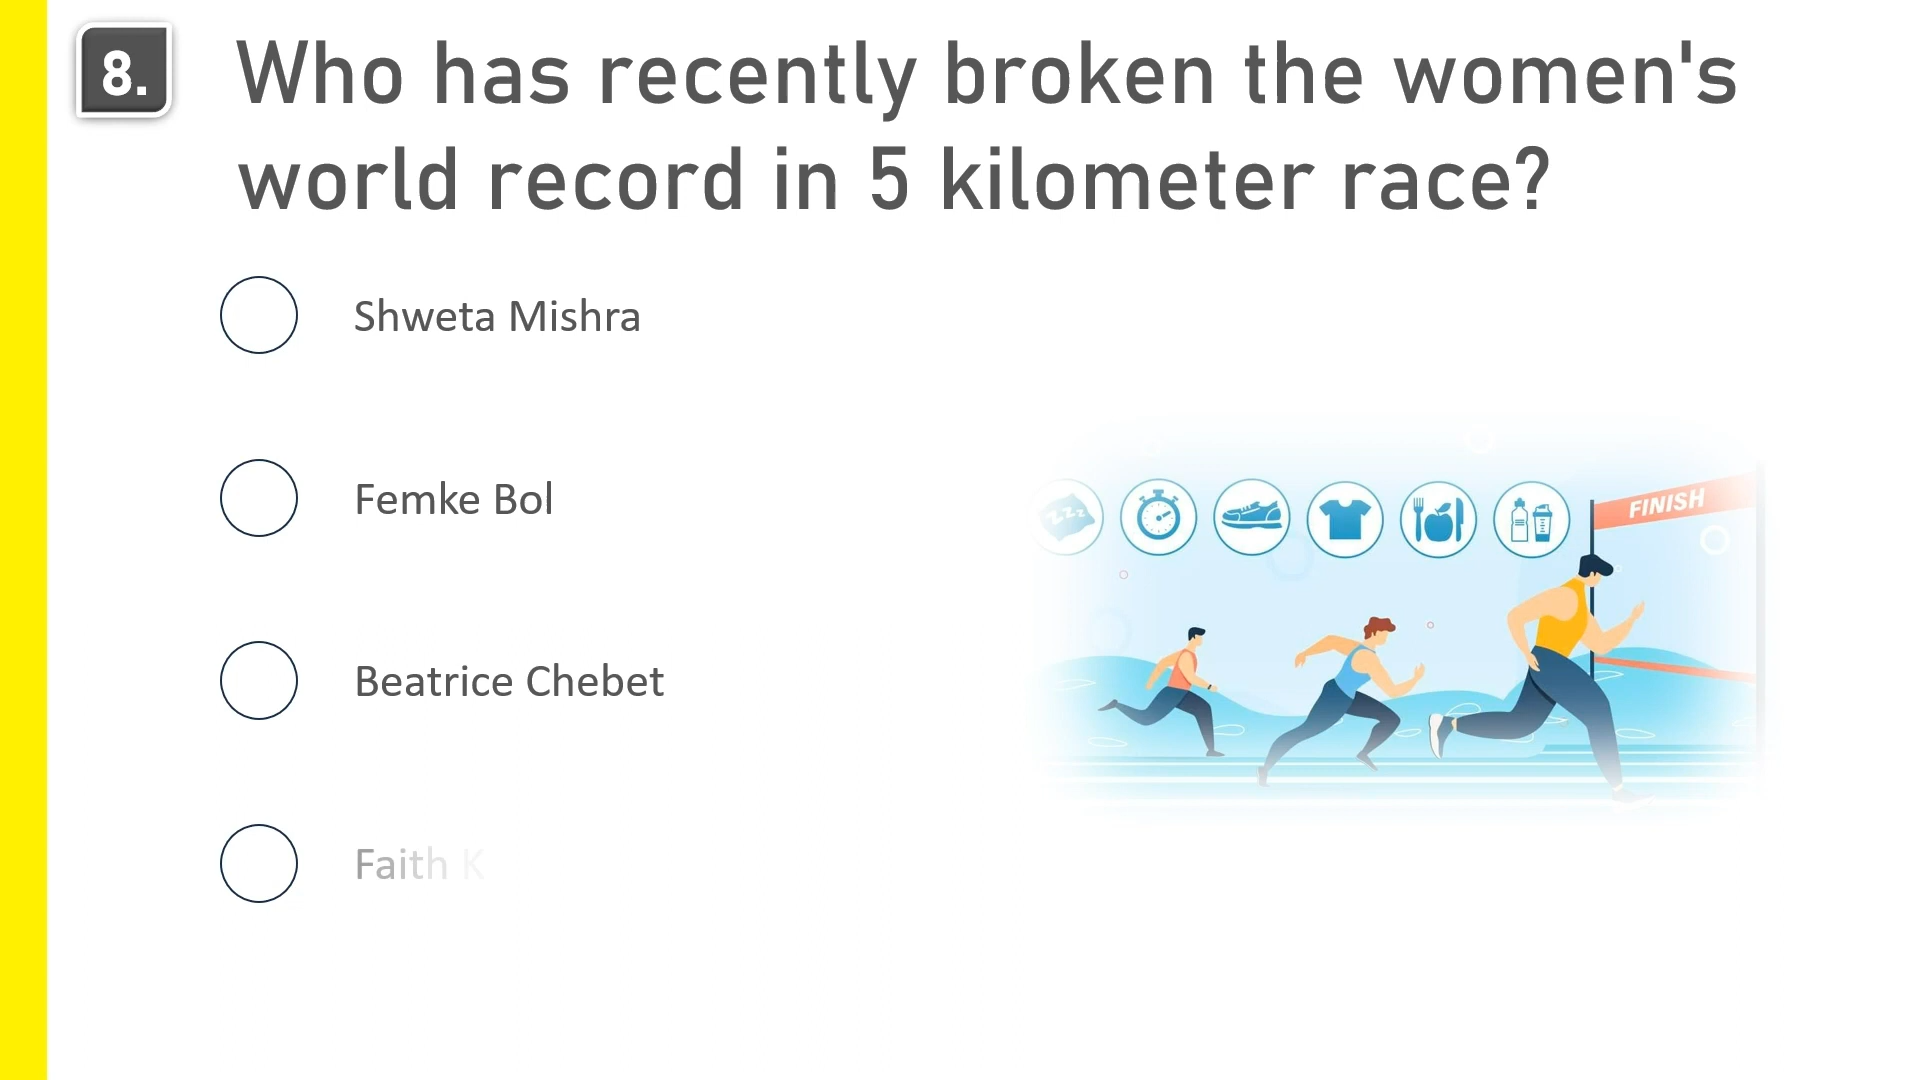 8.
Who has recently broken the women's
world record in 5 kilometer race?
Shweta Mishra
Femke Bol
Beatrice Chebet
Faith K
zzz
FINISH